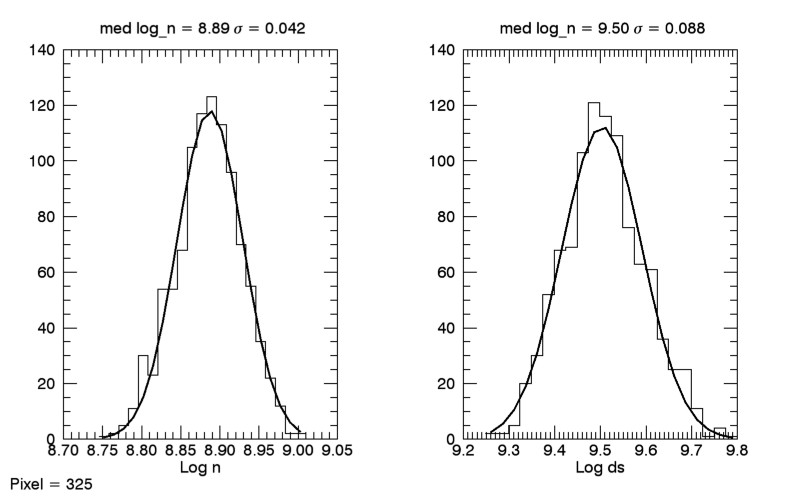 med log_n = 8.89 σ = 0.042
140
120
100
80
60
40
20
0
8.70 8.75 8.80 8.85 8.90 8.95 9.00 9.05
Log n
med log_n = 9.50 σ = 0.088
140
120
100
80
60
40
20
0
9.2 9.3 9.4 9.5 9.6 9.7 9.8
Log ds
Pixel = 325